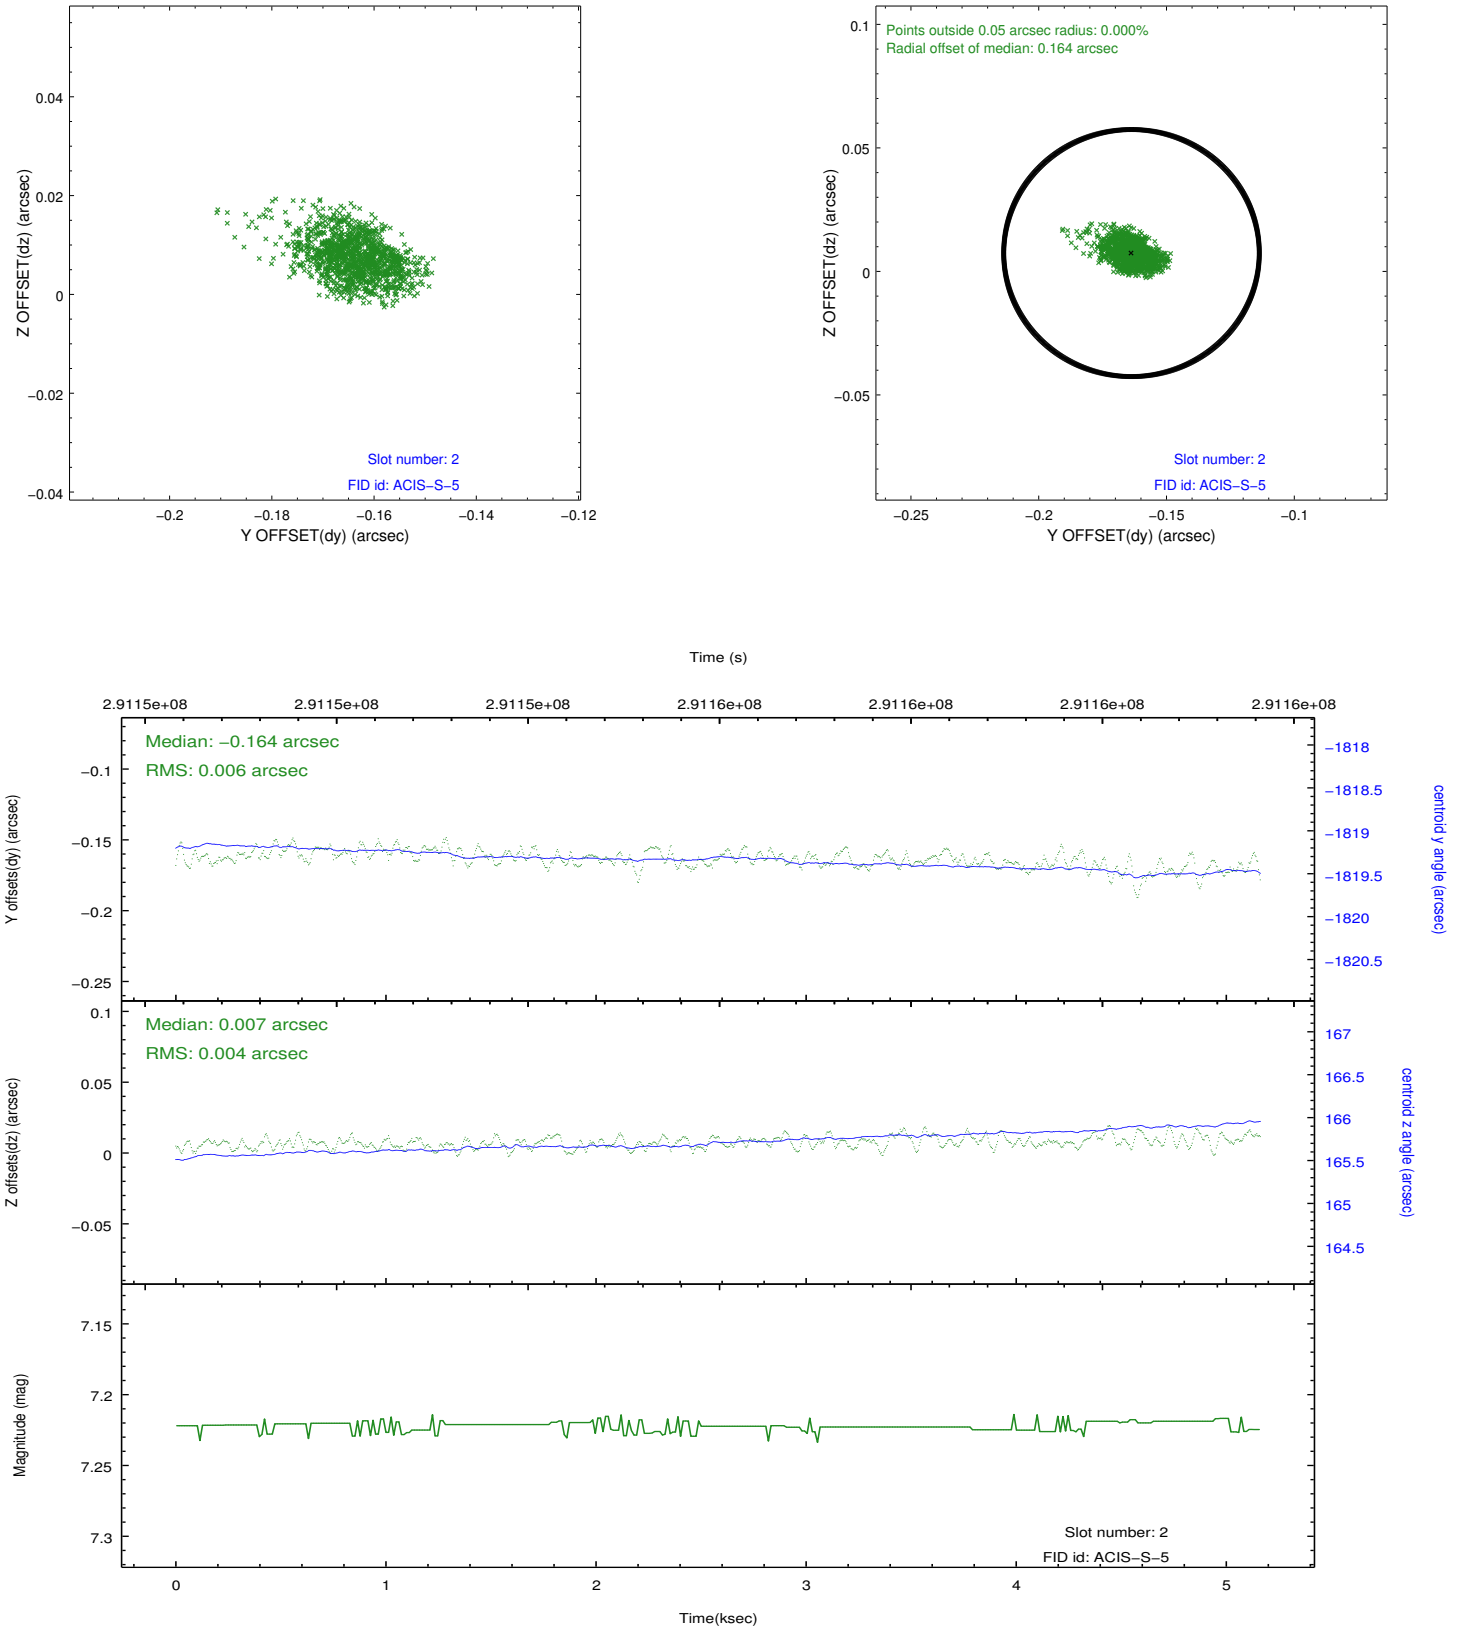 0.04
0.02
0
−0.02
−0.04
Z OFFSET(dz) (arcsec)
Slot number: 2
FID id: ACIS−S−5
−0.2 −0.18 −0.16 −0.14 −0.12
Y OFFSET(dy) (arcsec)
Points outside 0.05 arcsec radius: 0.000%
Radial offset of median: 0.164 arcsec
0.1
0.05
0
−0.05
Z OFFSET(dz) (arcsec)
Slot number: 2
FID id: ACIS−S−5
−0.25 −0.2 −0.15 −0.1
Y OFFSET(dy) (arcsec)
Time (s)
2.9115e+08 2.9115e+08 2.9115e+08 2.9116e+08 2.9116e+08 2.9116e+08 2.9116e+08
Median: −0.164 arcsec
RMS: 0.006 arcsec
−0.1
−0.15
−0.2
−0.25
Y offsets(dy) (arcsec)
−1818
−1818.5
−1819
−1819.5
−1820
−1820.5
centroid y angle (arcsec)
Median: 0.007 arcsec
RMS: 0.004 arcsec
0.1
0.05
0
−0.05
Z offsets(dz) (arcsec)
167
166.5
166
165.5
165
164.5
centroid z angle (arcsec)
7.15
7.2
7.25
7.3
Magnitude (mag)
Slot number: 2
FID id: ACIS−S−5
0 1 2 3 4 5
Time(ksec)